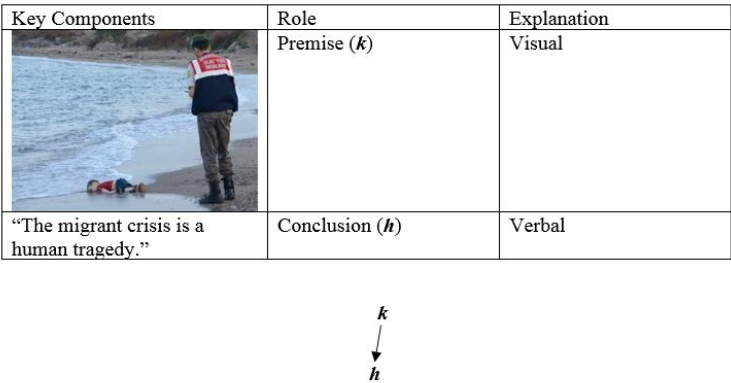 Key Components Role Explanation
Premise (k) Visual
“The migrant crisis is a Conclusion (h) Verbal
human tragedy.”
k
h